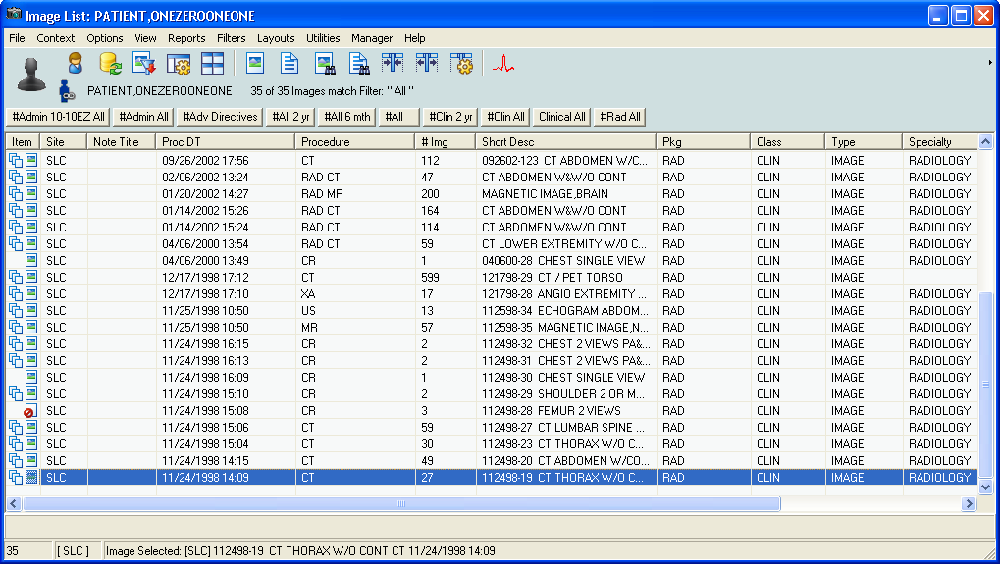 Image List: PATIENT,ONEZEROONEONE
File Context Options View Reports Filters Layouts Utilities Manager Help
PATIENT,ONEZEROONEONE 35 of 35 Images match Filter: " All "
#Admin 10-10EZ All #Admin All #Adv Directives #All 2 yr #All 6 mth #All #Clin 2 yr #Clin All Clinical All #Rad All
Item Site Note Title Proc DT Procedure # Img Short Desc Pkg Class Type Specialty
SLC 09/26/2002 17:56 CT 112 092602-123 CT ABDOMEN W/C... RAD CLIN IMAGE RADIOLOGY
SLC 02/06/2002 13:24 RAD CT 47 CT ABDOMEN W&W/O CONT RAD CLIN IMAGE RADIOLOGY
SLC 01/20/2002 14:27 RAD MR 200 MAGNETIC IMAGE,BRAIN RAD CLIN IMAGE RADIOLOGY
SLC 01/14/2002 15:26 RAD CT 164 CT ABDOMEN W&W/O CONT RAD CLIN IMAGE RADIOLOGY
SLC 01/14/2002 15:24 RAD CT 114 CT ABDOMEN W&W/O CONT RAD CLIN IMAGE RADIOLOGY
SLC 04/06/2000 13:54 RAD CT 59 CT LOWER EXTREMITY W/O C... RAD CLIN IMAGE RADIOLOGY
SLC 04/06/2000 13:49 CR 1 040600-28 CHEST SINGLE VIEW RAD CLIN IMAGE RADIOLOGY
SLC 12/17/1998 17:12 CT 599 121798-29 CT / PET TORSO RAD CLIN IMAGE
SLC 12/17/1998 17:10 XA 17 121798-28 ANGIO EXTREMITY ... RAD CLIN IMAGE RADIOLOGY
SLC 11/25/1998 10:50 US 13 112598-34 ECHOGRAM ABDOM... RAD CLIN IMAGE RADIOLOGY
SLC 11/25/1998 10:50 MR 57 112598-35 MAGNETIC IMAGE,N... RAD CLIN IMAGE RADIOLOGY
SLC 11/24/1998 16:15 CR 2 112498-32 CHEST 2 VIEWS PA&... RAD CLIN IMAGE RADIOLOGY
SLC 11/24/1998 16:13 CR 2 112498-31 CHEST 2 VIEWS PA&... RAD CLIN IMAGE RADIOLOGY
SLC 11/24/1998 16:09 CR 1 112498-30 CHEST SINGLE VIEW RAD CLIN IMAGE RADIOLOGY
SLC 11/24/1998 15:10 CR 2 112498-29 SHOULDER 2 OR M... RAD CLIN IMAGE RADIOLOGY
SLC 11/24/1998 15:08 CR 3 112498-28 FEMUR 2 VIEWS RAD CLIN IMAGE RADIOLOGY
SLC 11/24/1998 15:06 CT 59 112498-27 CT LUMBAR SPINE ... RAD CLIN IMAGE RADIOLOGY
SLC 11/24/1998 15:04 CT 30 112498-23 CT THORAX W/O C... RAD CLIN IMAGE RADIOLOGY
SLC 11/24/1998 14:15 CT 49 112498-20 CT ABDOMEN W/CO... RAD CLIN IMAGE RADIOLOGY
SLC 11/24/1998 14:09 CT 27 112498-19 CT THORAX W/O C... RAD CLIN IMAGE RADIOLOGY
35 [ SLC ] Image Selected: [SLC] 112498-19 CT THORAX W/O CONT CT 11/24/1998 14:09